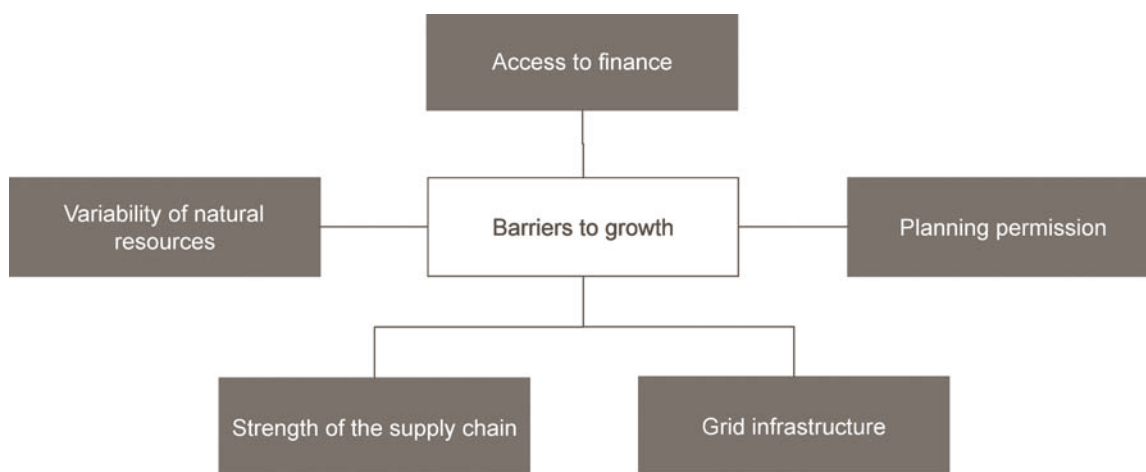 Access to finance
Variability of natural
resources
Barriers to growth
Planning permission
Strength of the supply chain
Grid infrastructure